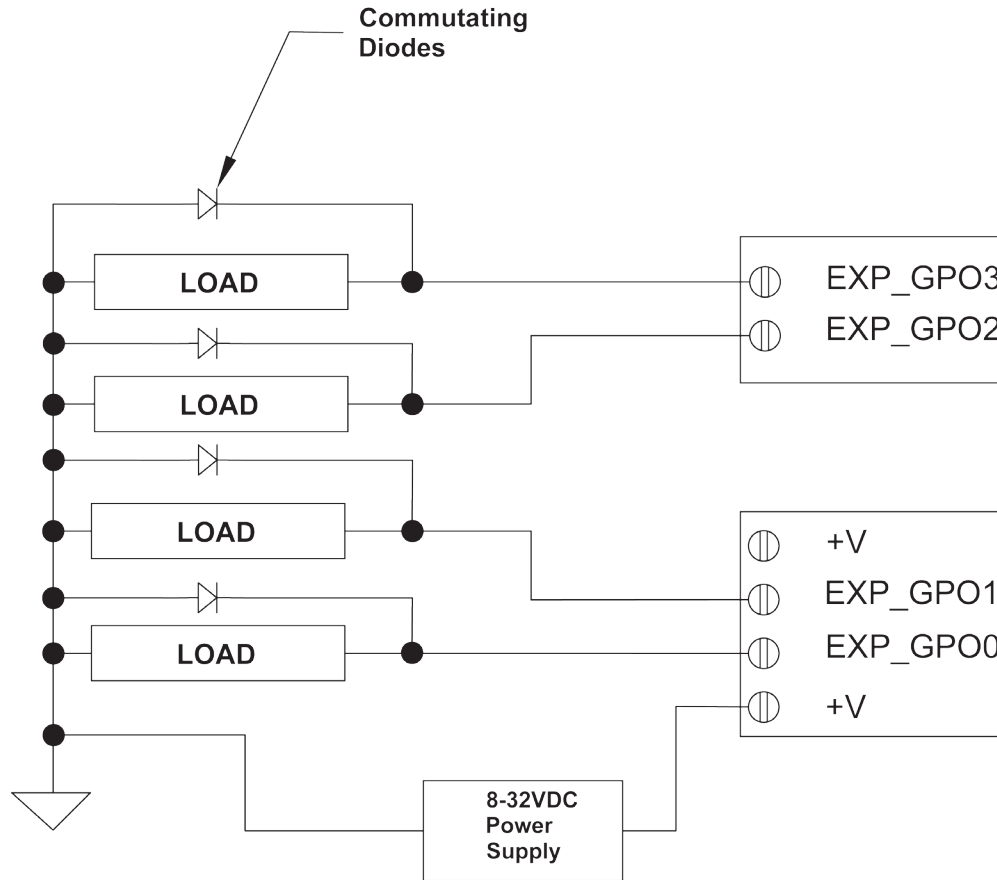 Commutating
Diodes
LOAD
EXP_GPO3
EXP_GPO2
LOAD
LOAD
+V
EXP_GPO1
LOAD
EXP_GPO0
+V
8-32VDC
Power
Supply